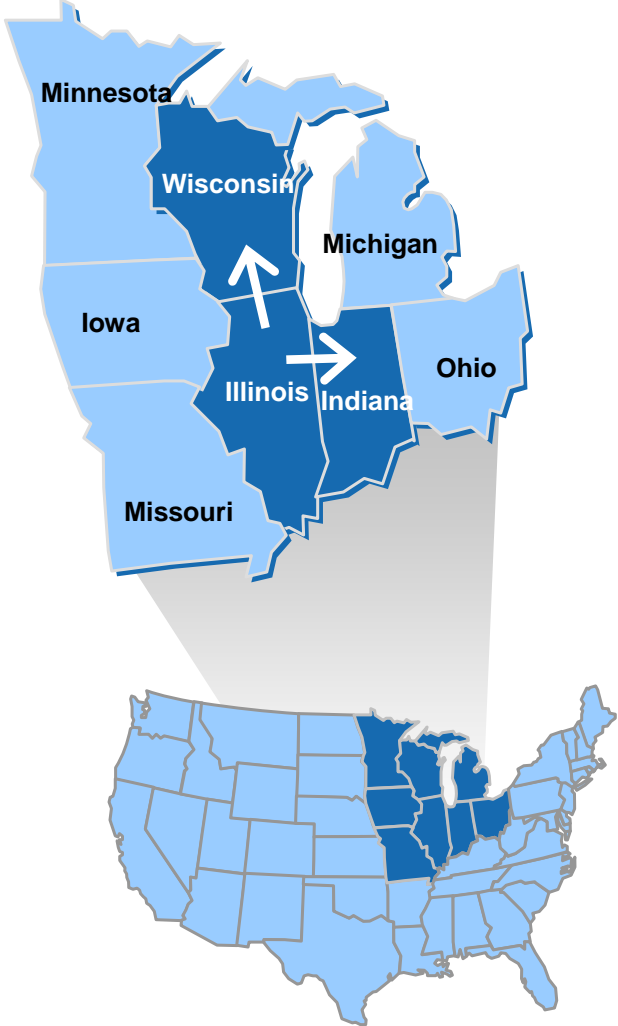 Minnesota
Wisconsin
Michigan
Iowa
Ohio
Illinois
Indiana
Missouri